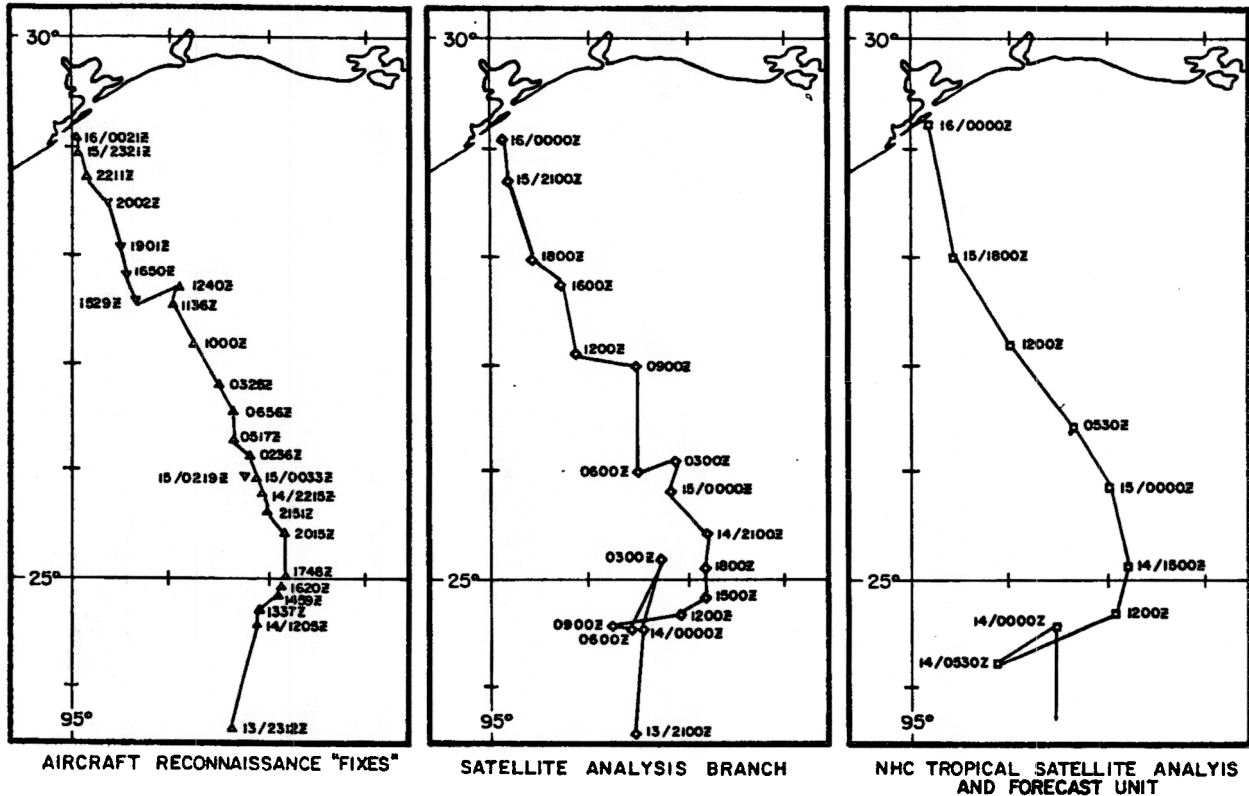 30°
16/0021Z
15/2321Z
2211Z
2002Z
1901Z
1650Z
1529Z
1240Z
1136Z
1000Z
0325Z
0656Z
0517Z
0236Z
15/0219Z
15/0033Z
14/2215Z
2151Z
2015Z
25°
1748Z
1620Z
1459Z
1337Z
14/1205Z
13/2312Z
95°
AIRCRAFT RECONNAISSANCE "FIXES"
30°
16/0000Z
15/2100Z
1800Z
1600Z
1200Z
0900Z
0300Z
0600Z
15/0000Z
14/2100Z
0300Z
1800Z
25°
1500Z
1200Z
0900Z
0600Z
14/0000Z
13/2100Z
95°
SATELLITE ANALYSIS BRANCH
30°
16/0000Z
15/1800Z
1200Z
0530Z
15/0000Z
14/1500Z
25°
1200Z
14/0000Z
14/0530Z
95°
NHC TROPICAL SATELLITE ANALYIS
AND FORECAST UNIT